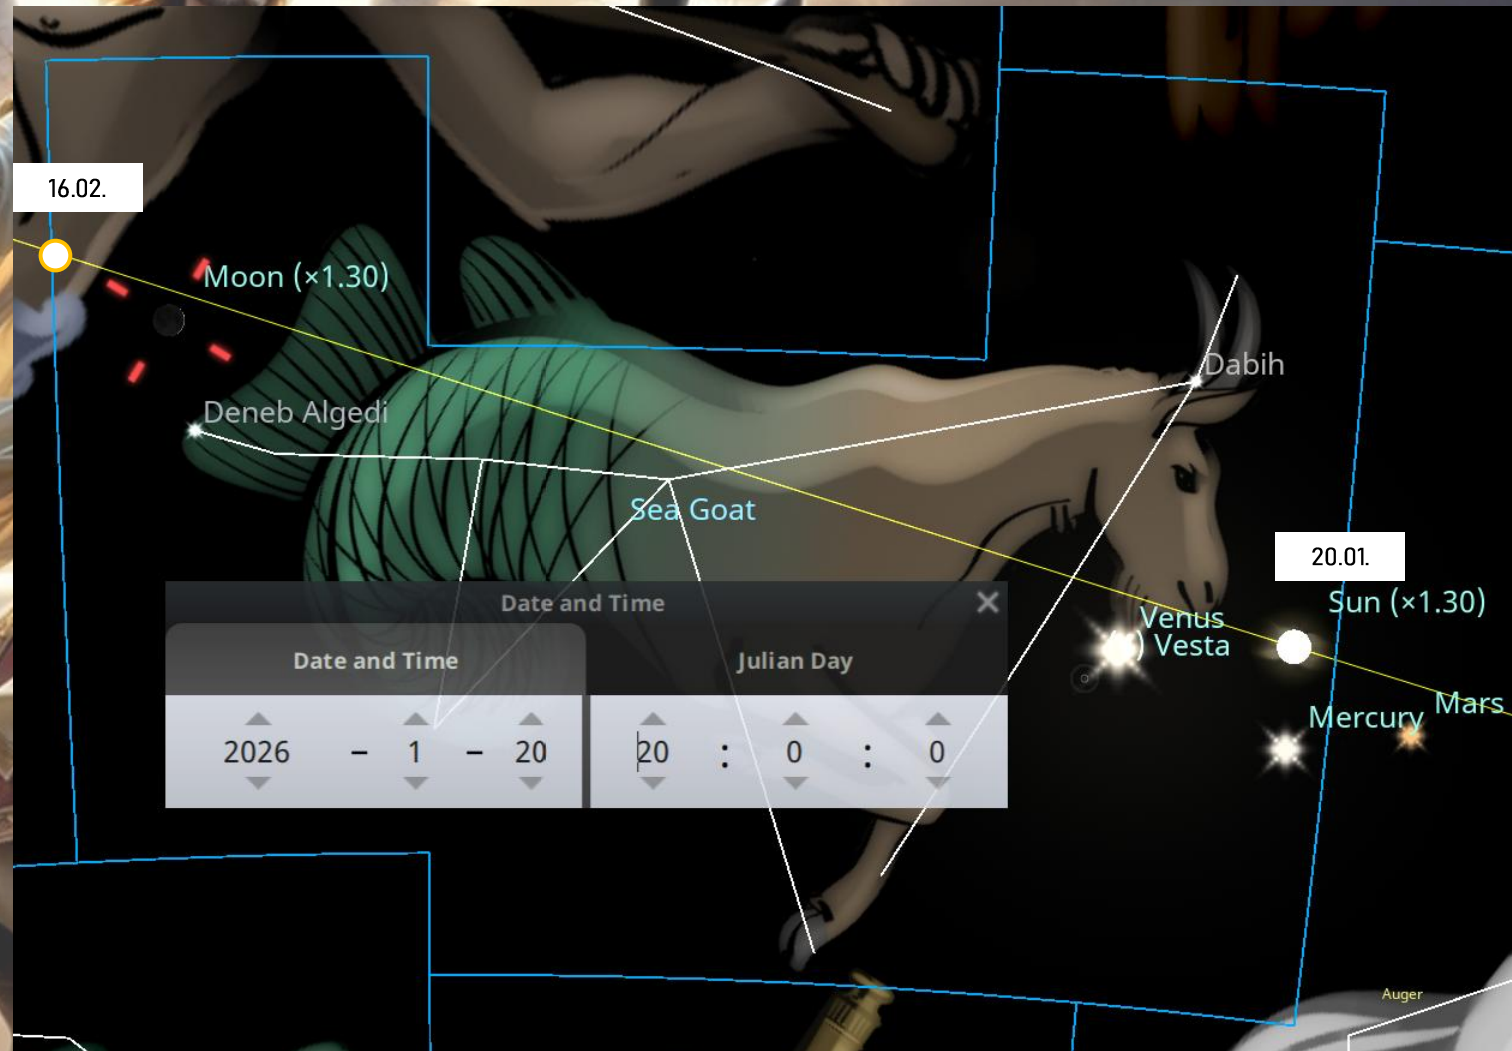 16.02.
Moon (×1.30)
Deneb Algedi
Dabih
Sea Goat
20.01.
Sun (×1.30)
Venus
) Vesta
Mars
Mercury
Date and Time
Date and Time
Julian Day
2026 - 1 - 20
20 : 0 : 0
Auger